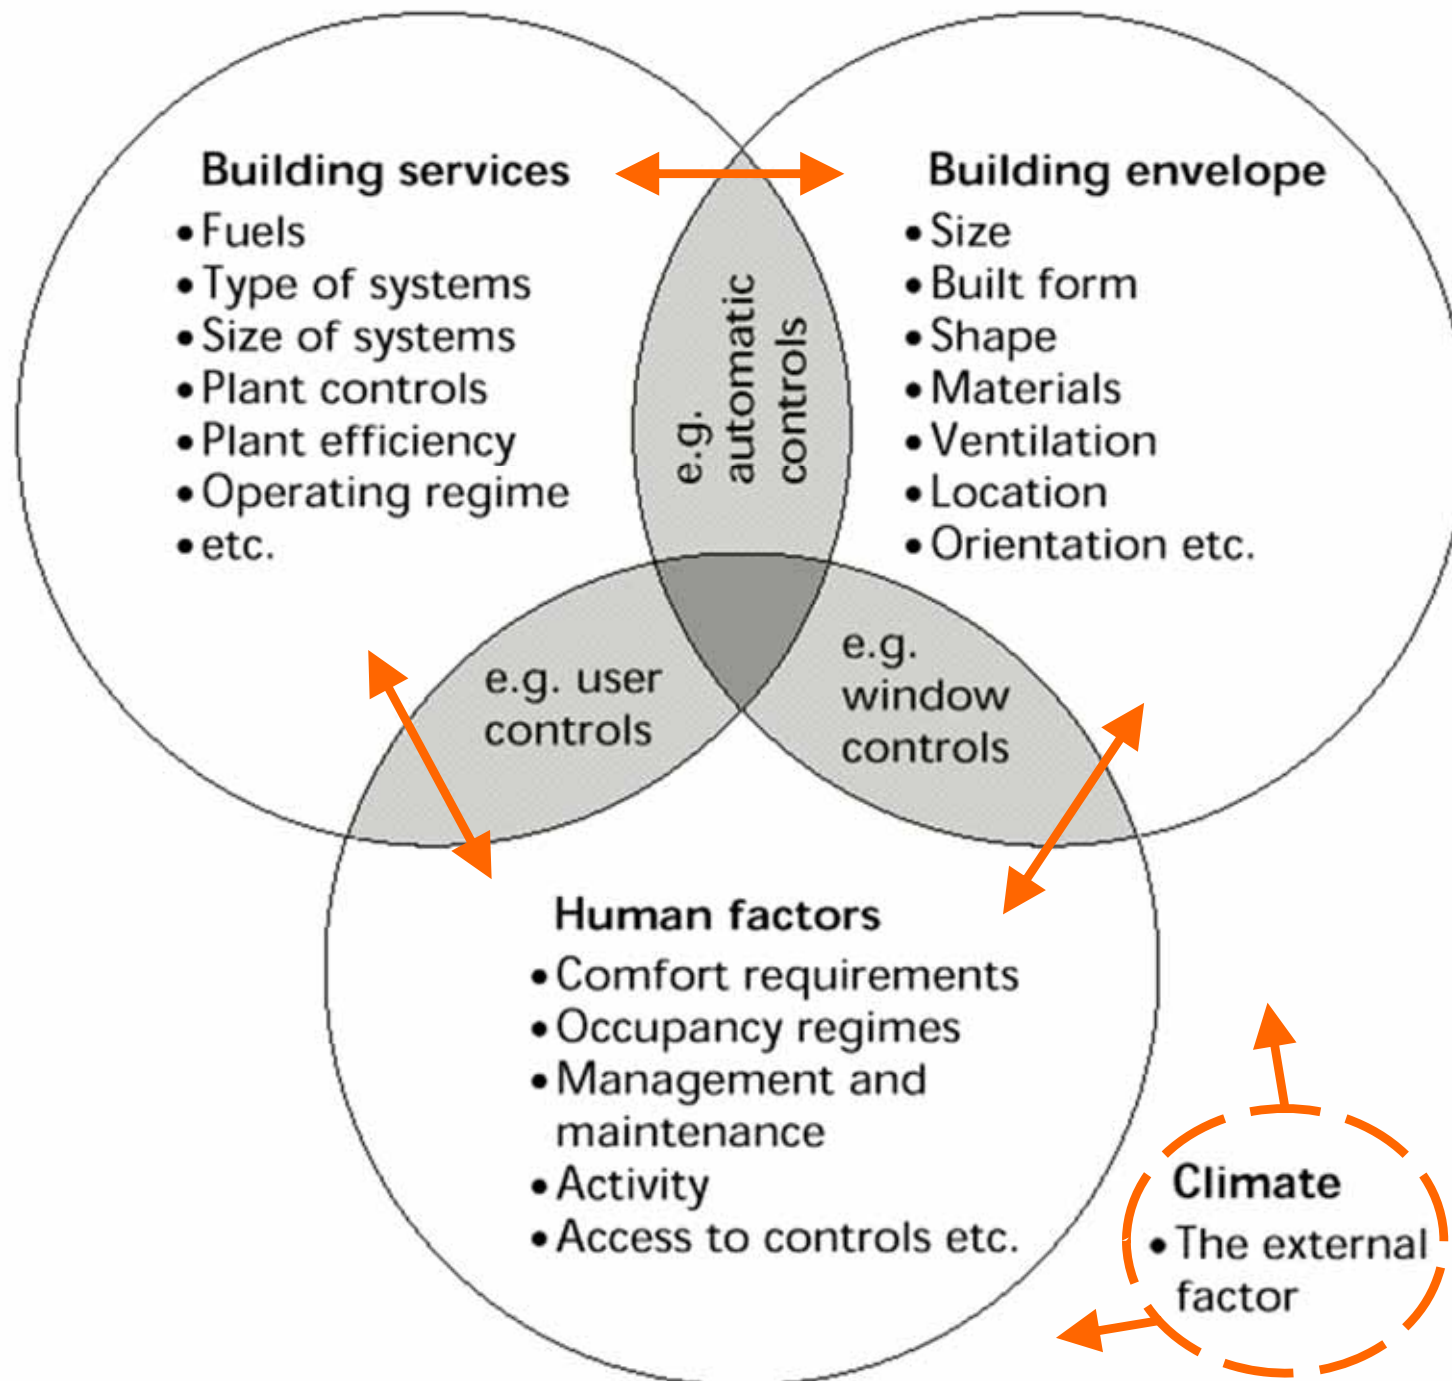 Building services
• Fuels
• Type of systems
• Size of systems
• Plant controls
• Plant efficiency
• Operating regime
• etc.
Building envelope
• Size
• Built form
• Shape
• Materials
• Ventilation
• Location
• Orientation etc.
e.g.
automatic
controls
e.g. user
controls
e.g.
window
controls
Human factors
• Comfort requirements
• Occupancy regimes
• Management and
maintenance
• Activity
• Access to controls etc.
Climate
• The external
factor